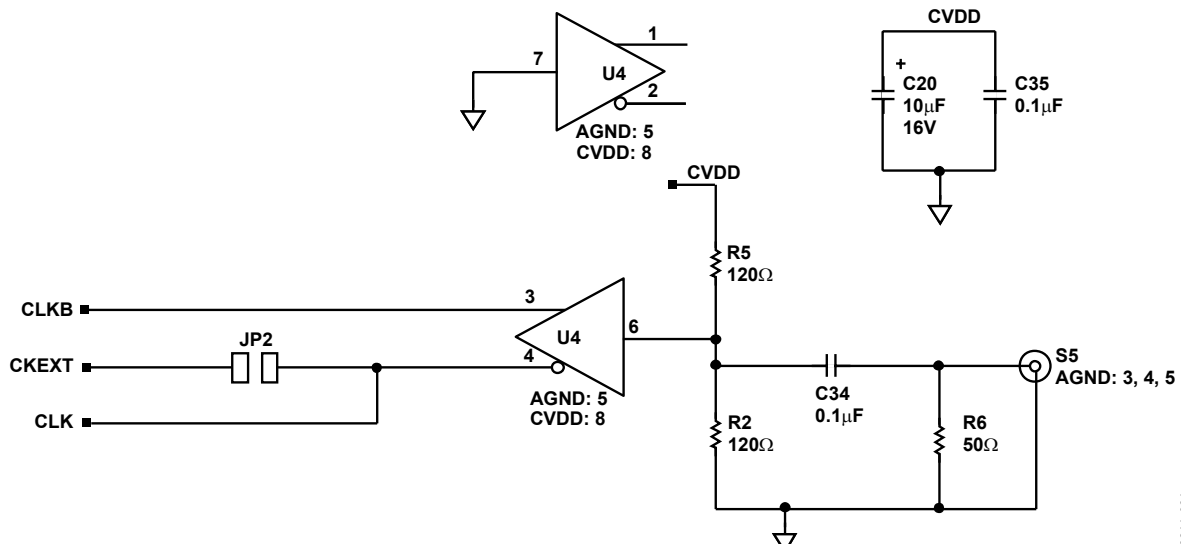 CVDD
1
7
U4
2
AGND: 5
CVDD: 8
+
C20
10μF
16V
C35
0.1μF
CVDD
R5
120Ω
CLKB
3
JP2
U4
6
CKEXT
4
S5
AGND: 3, 4, 5
AGND: 5
CVDD: 8
C34
0.1μF
CLK
R2
120Ω
R6
50Ω